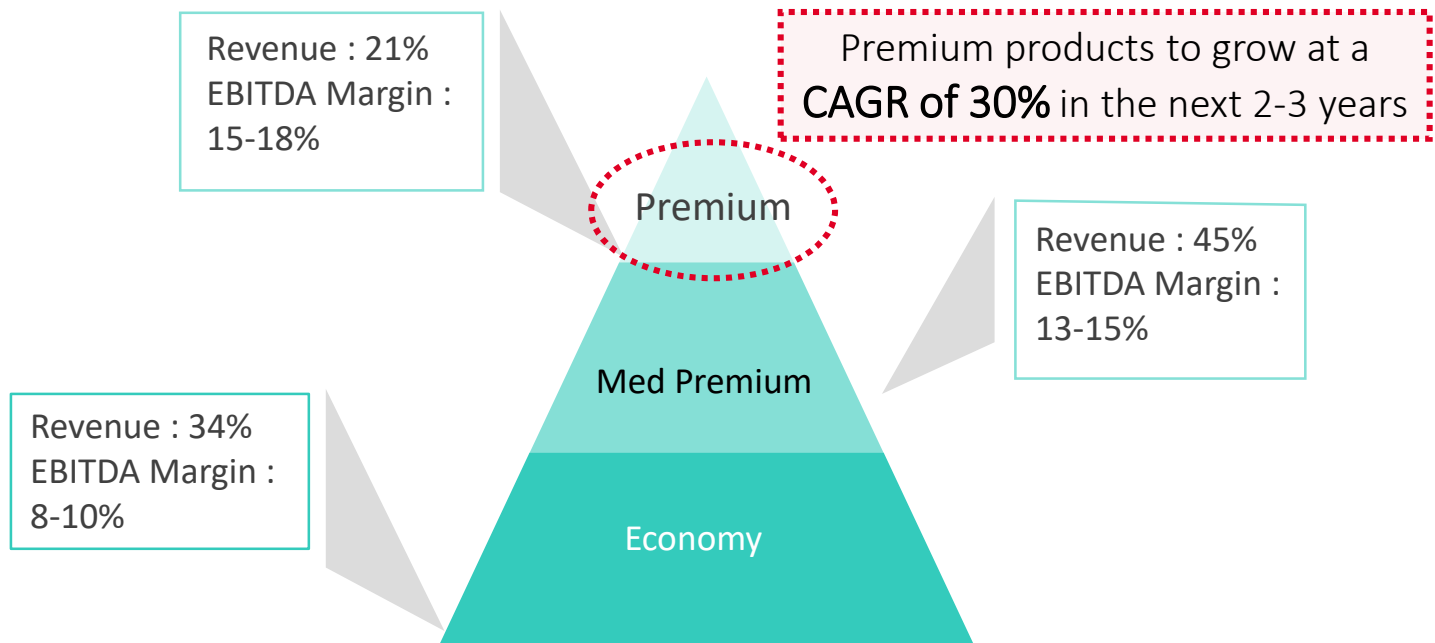 Revenue : 21%
EBITDA Margin :
15-18%
Premium products to grow at a
CAGR of 30% in the next 2-3 years
Premium
Revenue : 45%
EBITDA Margin :
13-15%
Med Premium
Revenue : 34%
EBITDA Margin :
8-10%
Economy